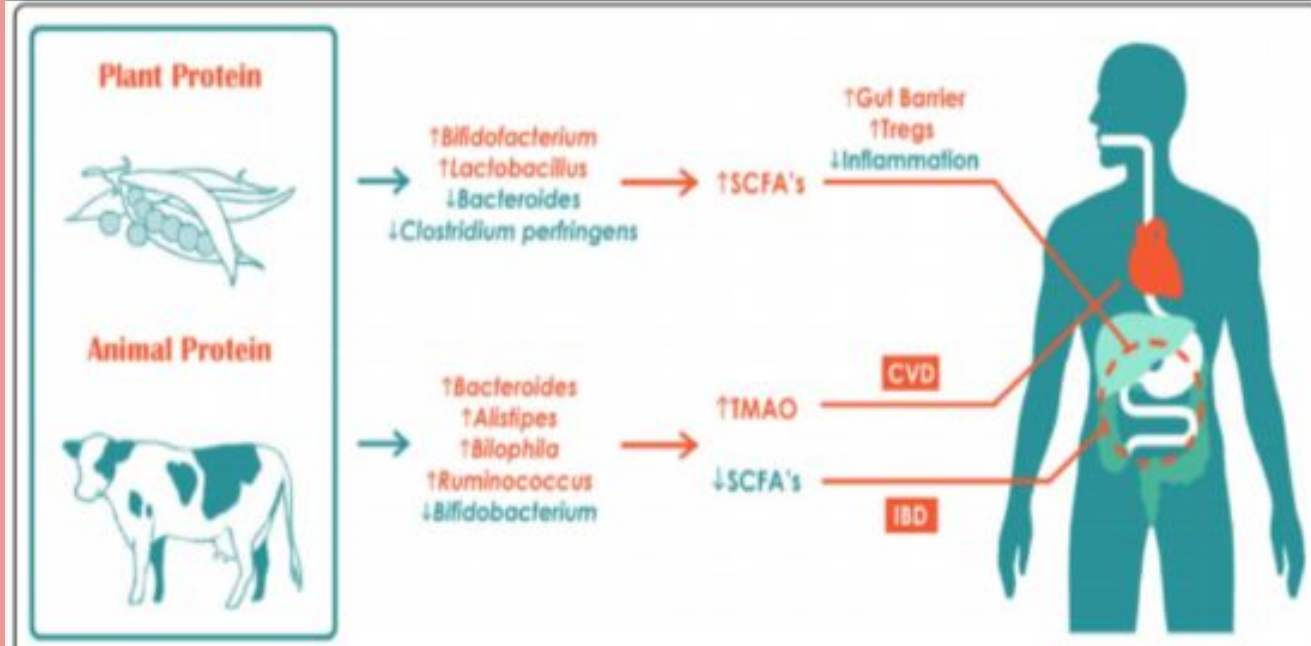 Plant Protein
↑Bifidofacterium
↑Lactobacillus
↓Bacteroides
↓Clostridium perfringens
↑SCFA's
↑Gut Barrier
↑Tregs
↓Inflammation
Animal Protein
↑Bacteroides
↑Alistipes
↑Bilophila
↑Ruminococcus
↓Bifidobacterium
↑TMAO
CVD
↓SCFA's
IBD